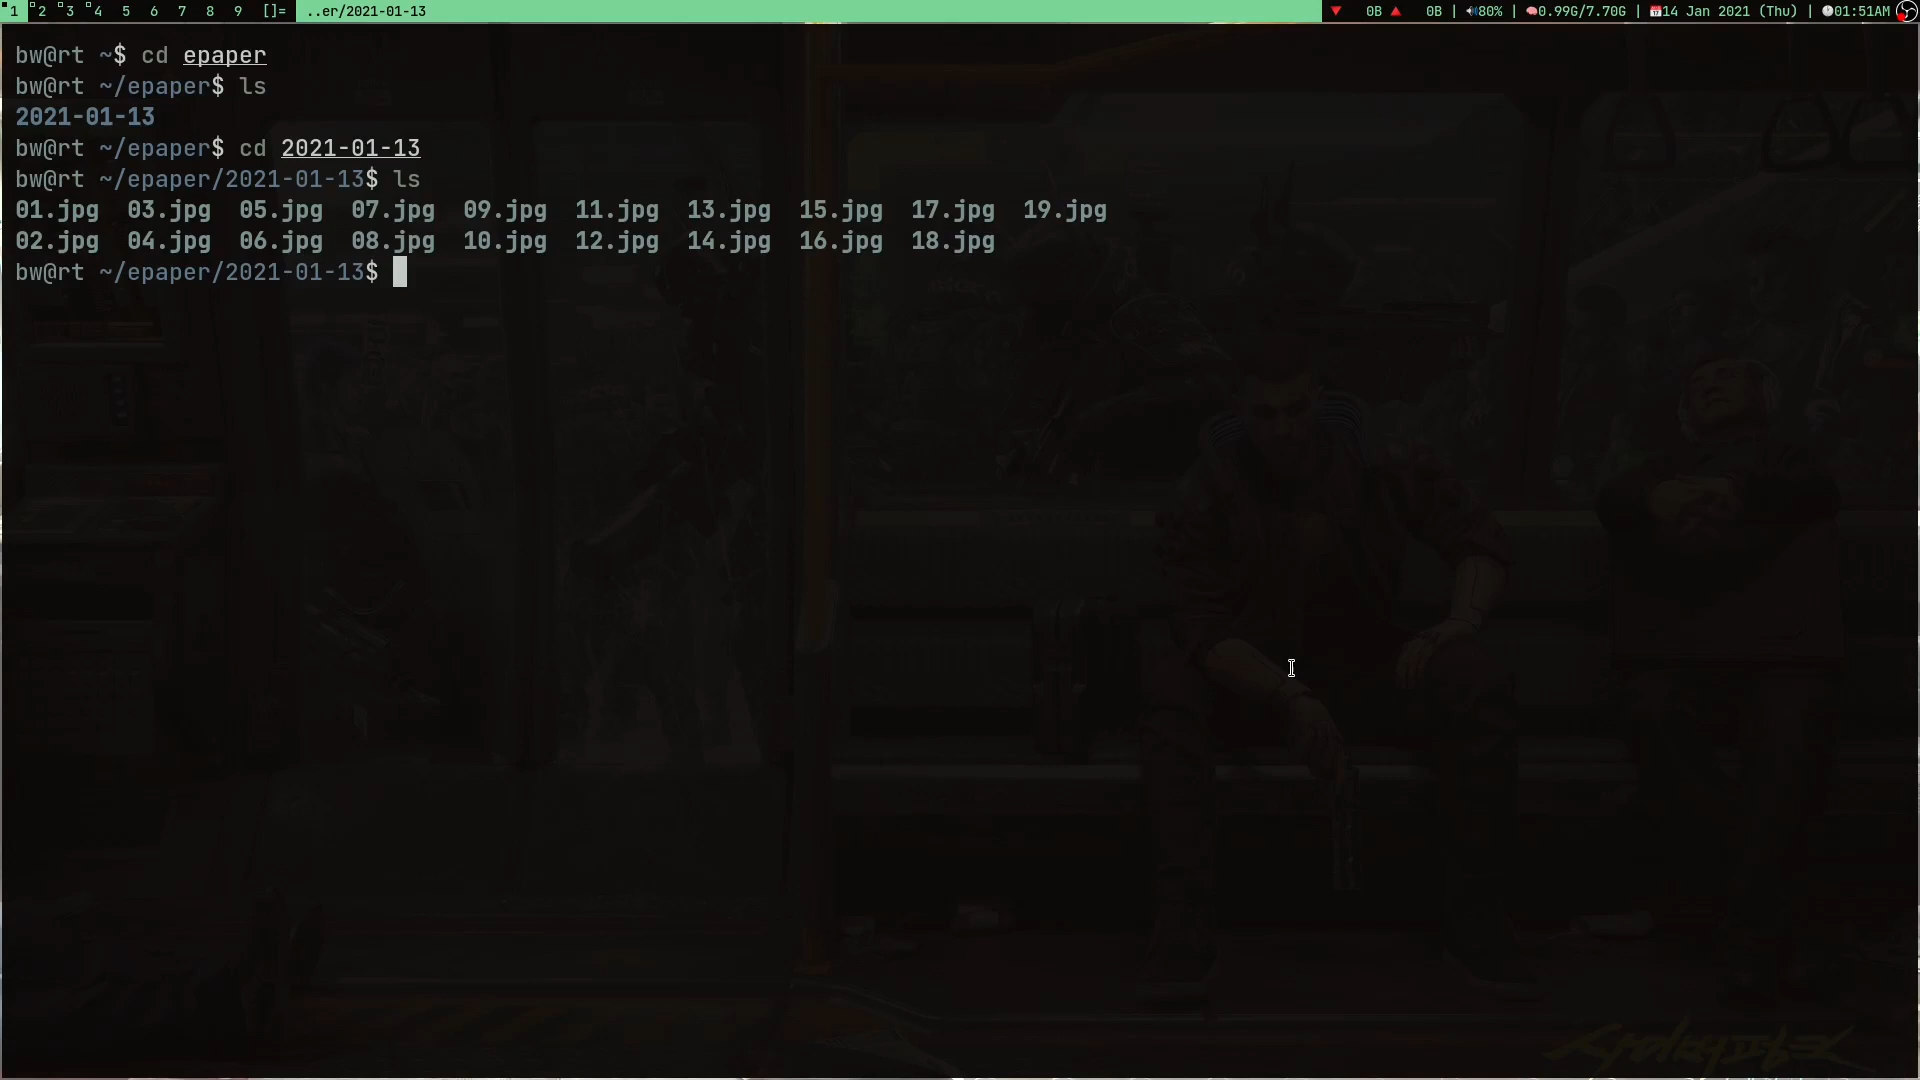 1 2 3 4 5 6 7 8 9 []= ..er/2021-01-13 0B 0B | 80% | 0.99G/7.70G | 14 Jan 2021 (Thu) | 01:51AM
bw@rt ~$ cd epaper
bw@rt ~/epaper$ ls
2021-01-13
bw@rt ~/epaper$ cd 2021-01-13
bw@rt ~/epaper/2021-01-13$ ls
01.jpg 03.jpg 05.jpg 07.jpg 09.jpg 11.jpg 13.jpg 15.jpg 17.jpg 19.jpg
02.jpg 04.jpg 06.jpg 08.jpg 10.jpg 12.jpg 14.jpg 16.jpg 18.jpg
bw@rt ~/epaper/2021-01-13$